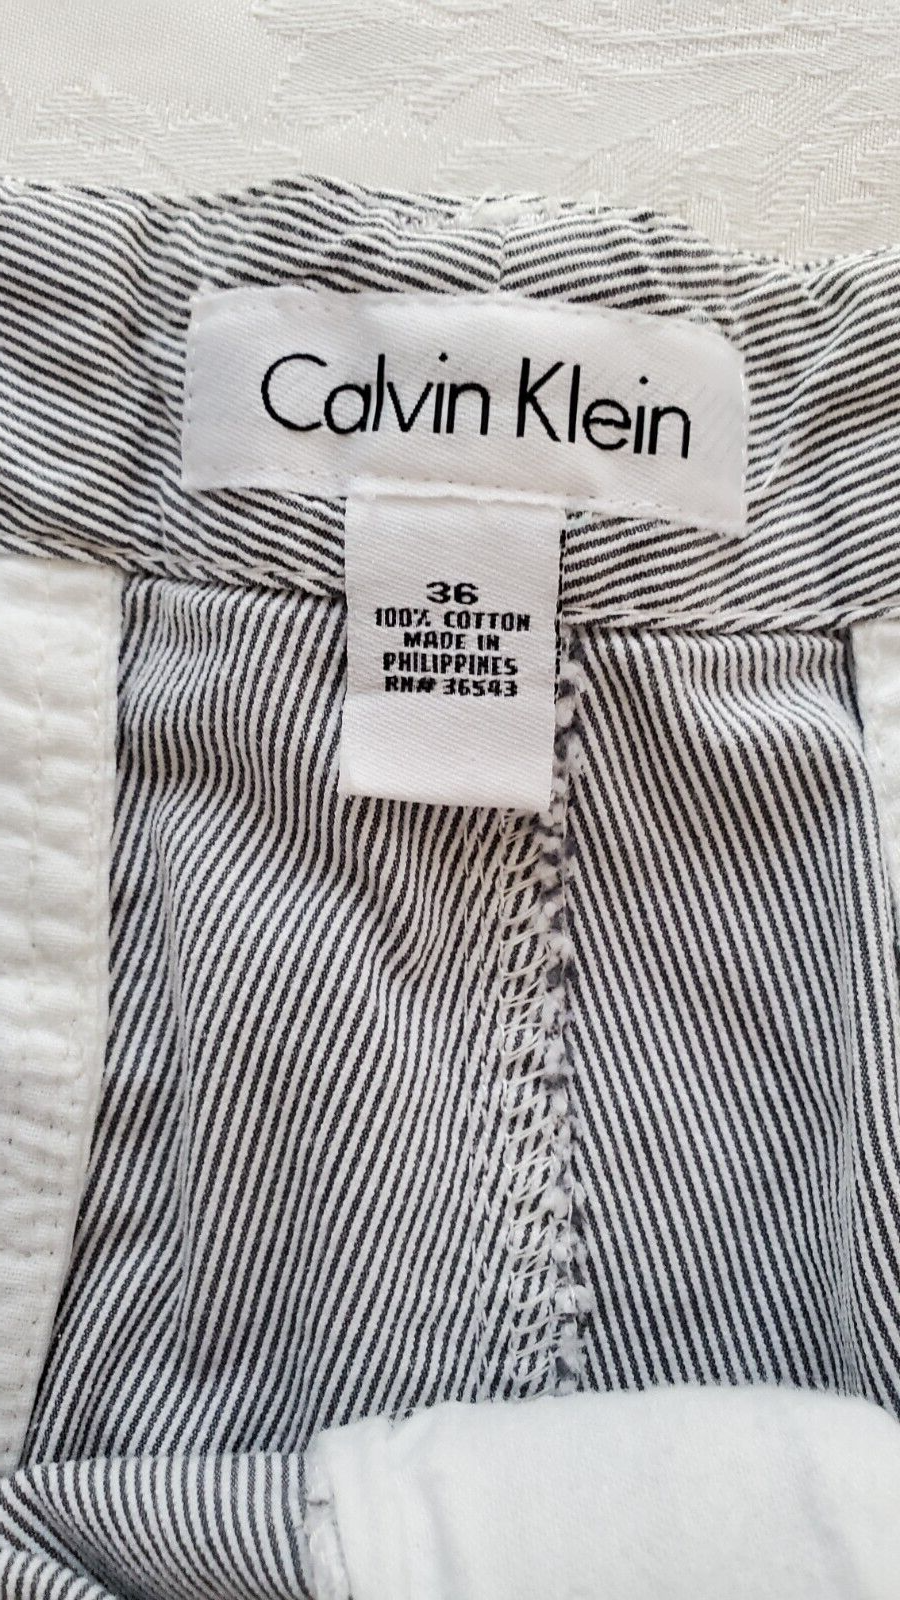 Calvin Klein
36
100% COTTON
MADE IN
PHILIPPINES
RN# 36543